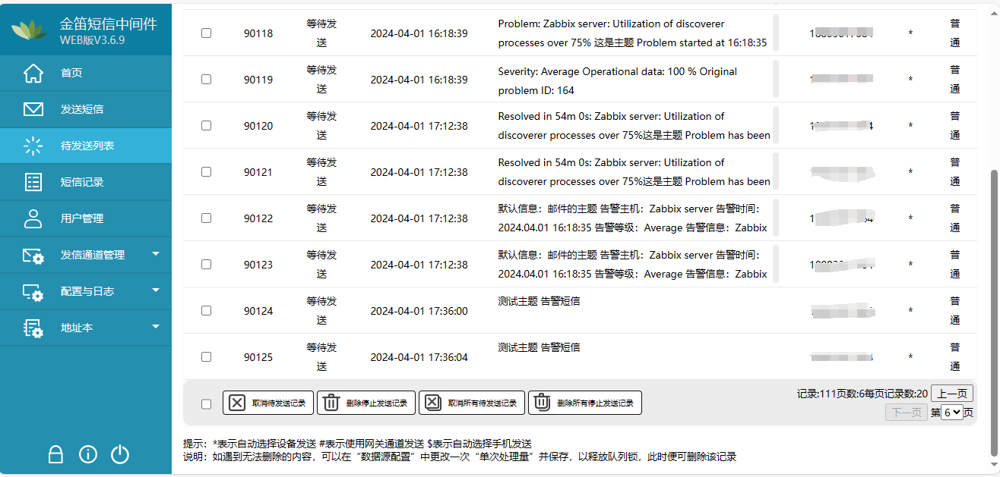 金笛短信中间件
WEB版V3.6.9
首页
发送短信
待发送列表
短信记录
用户管理
发信通道管理
配置与日志
地址本
90118 等待发送 2024-04-01 16:18:39 Problem: Zabbix server: Utilization of discoverer
processes over 75% 这是主题 Problem started at 16:18:35 * 普通
90119 等待发送 2024-04-01 16:18:39 Severity: Average Operational data: 100 % Original
problem ID: 164 * 普通
90120 等待发送 2024-04-01 17:12:38 Resolved in 54m 0s: Zabbix server: Utilization of
discoverer processes over 75%这是主题 Problem has been * 普通
90121 等待发送 2024-04-01 17:12:38 Resolved in 54m 0s: Zabbix server: Utilization of
discoverer processes over 75%这是主题 Problem has been * 普通
90122 等待发送 2024-04-01 17:12:38 默认信息：邮件的主题 告警主机：Zabbix server 告警时间：
2024.04.01 16:18:35 告警等级：Average 告警信息：Zabbix * 普通
90123 等待发送 2024-04-01 17:12:38 默认信息：邮件的主题 告警主机：Zabbix server 告警时间：
2024.04.01 16:18:35 告警等级：Average 告警信息：Zabbix * 普通
90124 等待发送 2024-04-01 17:36:00 测试主题 告警短信 * 普通
90125 等待发送 2024-04-01 17:36:04 测试主题 告警短信 * 普通
取消待发送记录 删除停止发送记录 取消所有待发送记录 删除所有停止发送记录
记录:111页数:6每页记录数:20 上一页
下一页 第6页
提示：*表示自动选择设备发送 #表示使用网关通道发送 $表示自动选择手机发送
说明：如遇到无法删除的内容，可以在“数据源配置”中更改一次“单次处理量”并保存，以释放队列锁，此时便可删除该记录